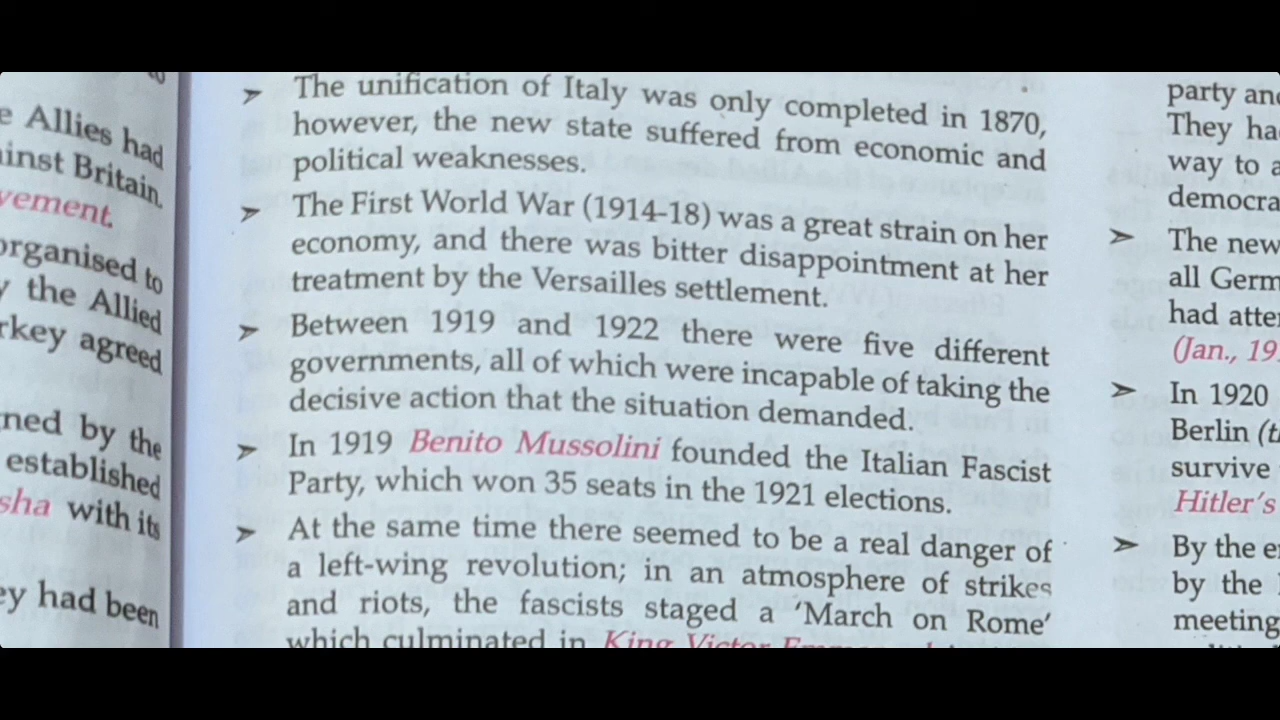 e Allies had
ainst Britain.
vement.
organised to
y the Allied
rkey agreed
ned by the
established
sha with its
ey had been
➤ The unification of Italy was only completed in 1870,
however, the new state suffered from economic and
political weaknesses.
➤ The First World War (1914-18) was a great strain on her
economy, and there was bitter disappointment at her
treatment by the Versailles settlement.
➤ Between 1919 and 1922 there were five different
governments, all of which were incapable of taking the
decisive action that the situation demanded.
➤ In 1919 Benito Mussolini founded the Italian Fascist
Party, which won 35 seats in the 1921 elections.
➤ At the same time there seemed to be a real danger of
a left-wing revolution; in an atmosphere of strikes
and riots, the fascists staged a 'March on Rome'
which culminated in King Victor
party and
They ha
way to a
democra
➤ The new
all Germ
had atte
(Jan., 19
➤ In 1920
Berlin (t
survive
Hitler's
➤ By the e
by the
meeting